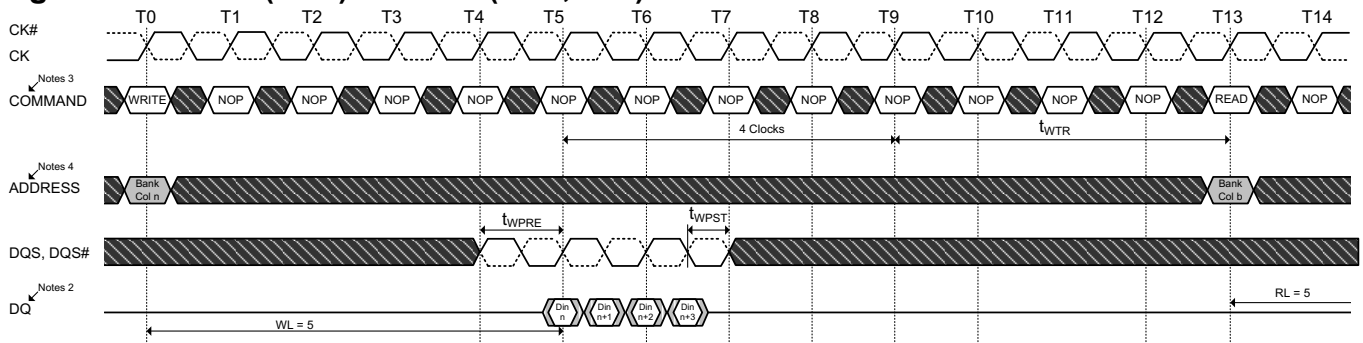 T0 T1 T2 T3 T4 T5 T6 T7 T8 T9 T10 T11 T12 T13 T14
CK#
CK
Notes 3
COMMAND
WRITE NOP NOP NOP NOP NOP NOP NOP NOP NOP NOP NOP NOP READ NOP
4 Clocks
tWTR
Notes 4
ADDRESS
Bank
Col n
Bank
Col b
tWPRE
tWPST
DQS, DQS#
Notes 2
DQ
Din
n
Din
n+1
Din
n+2
Din
n+3
WL = 5
RL = 5